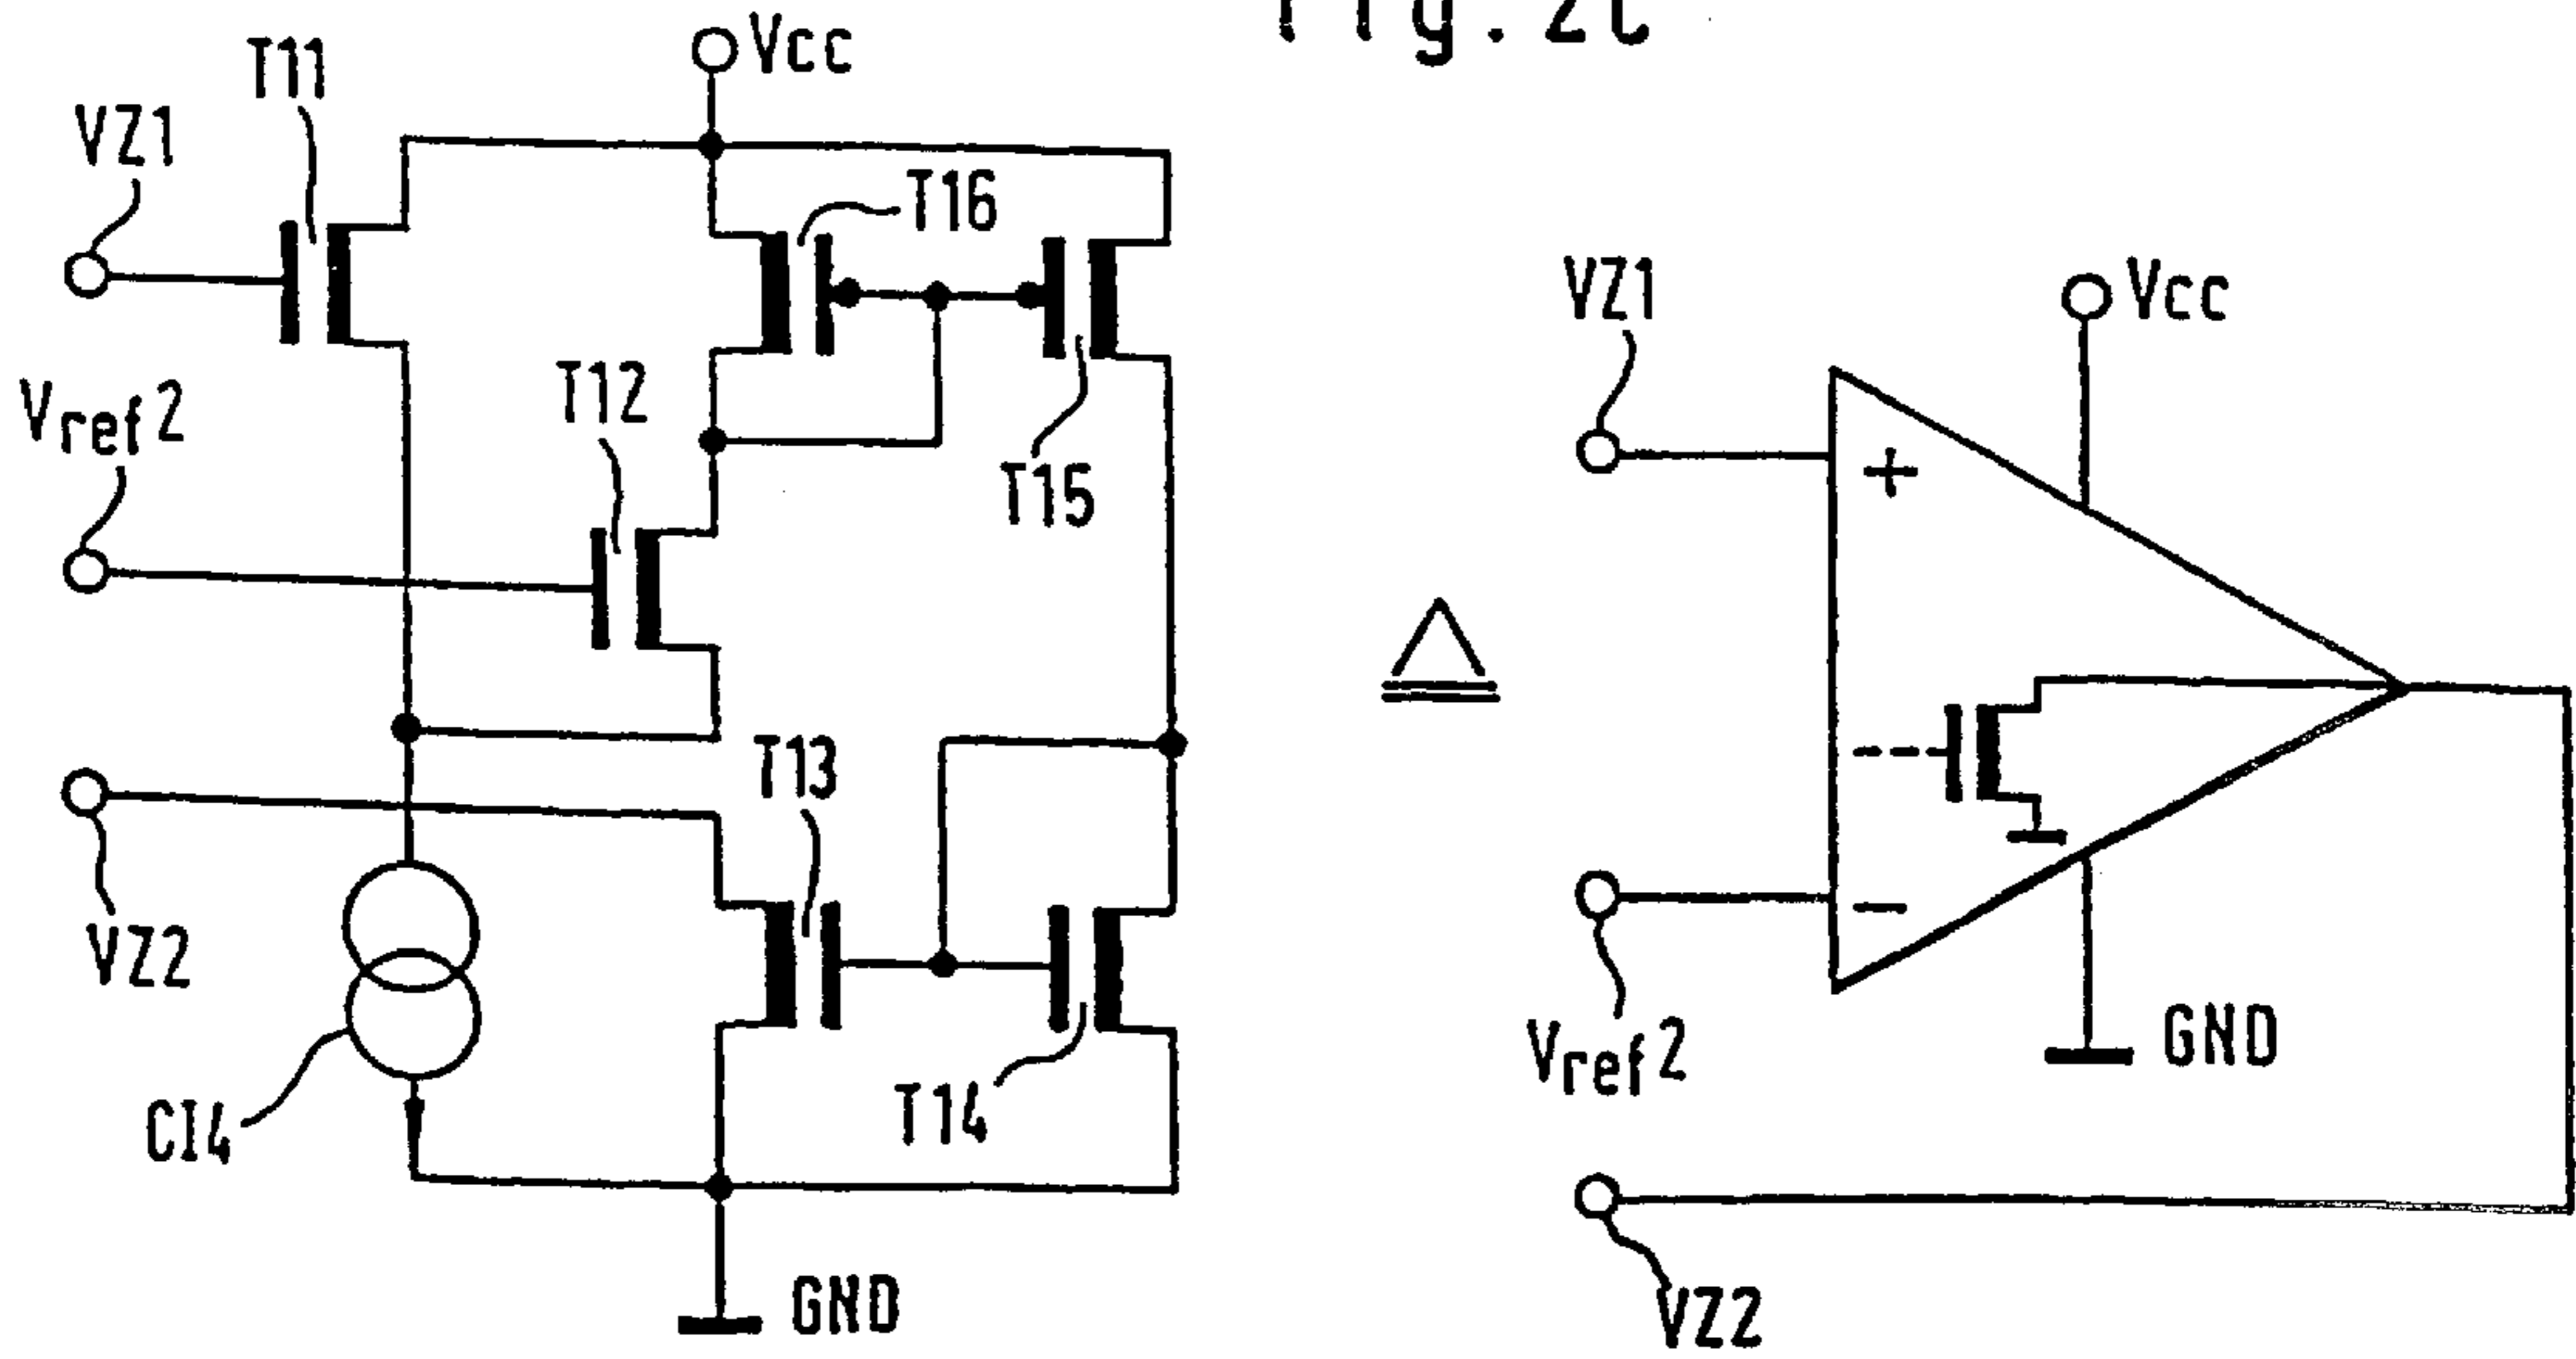 Fig. 2c
Vcc
T11
VZ1
T16
T12
Vref2
T15
T13
VZ2
CI4
T14
GND
VZ1
Vcc
+
−
Vref2
GND
VZ2